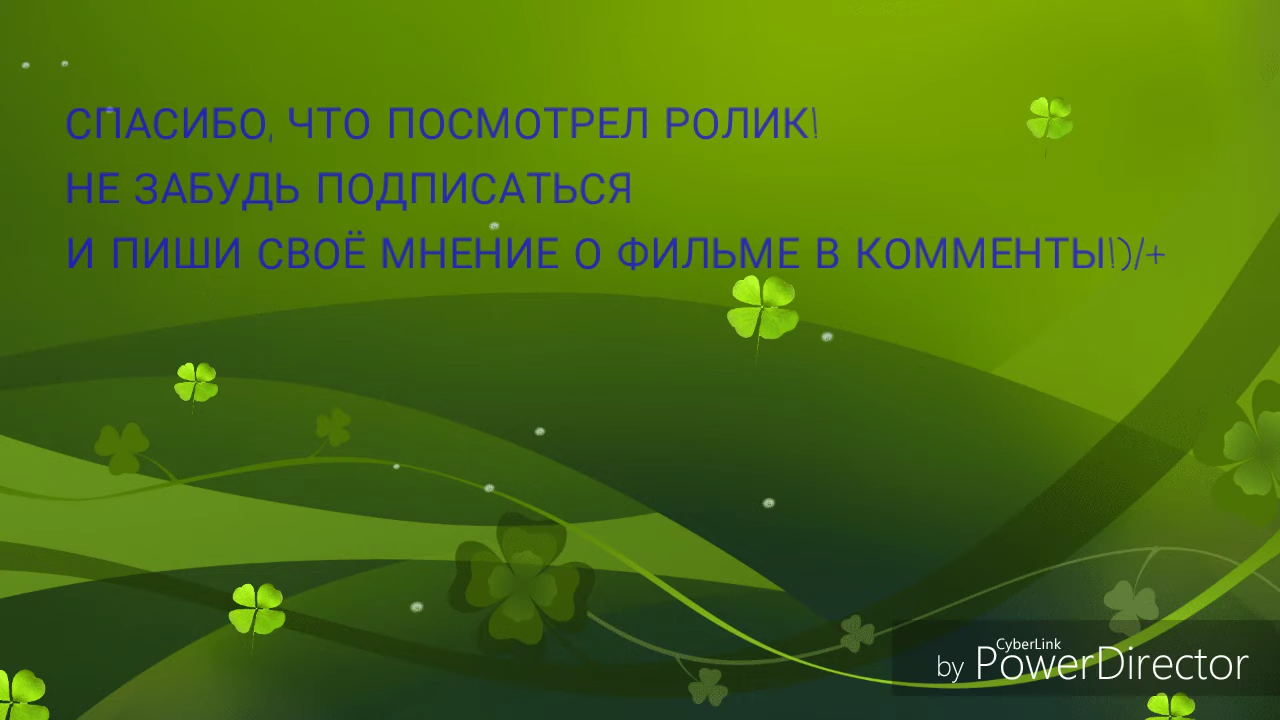 СПАСИБО, ЧТО ПОСМОТРЕЛ РОЛИК!
НЕ ЗАБУДЬ ПОДПИСАТЬСЯ
И ПИШИ СВОЁ МНЕНИЕ О ФИЛЬМЕ В КОММЕНТЫ!)/+
CyberLink
by PowerDirector